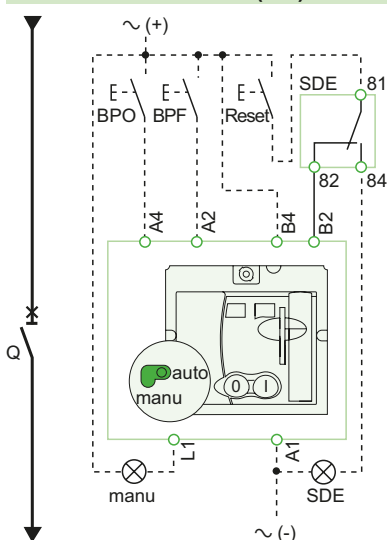 ∼ (+)
SDE 81
BPO BPF Reset
82 84
A4 A2 B4 B2
Q
auto
manu
0 I
L1 A1
manu SDE
∼ (-)